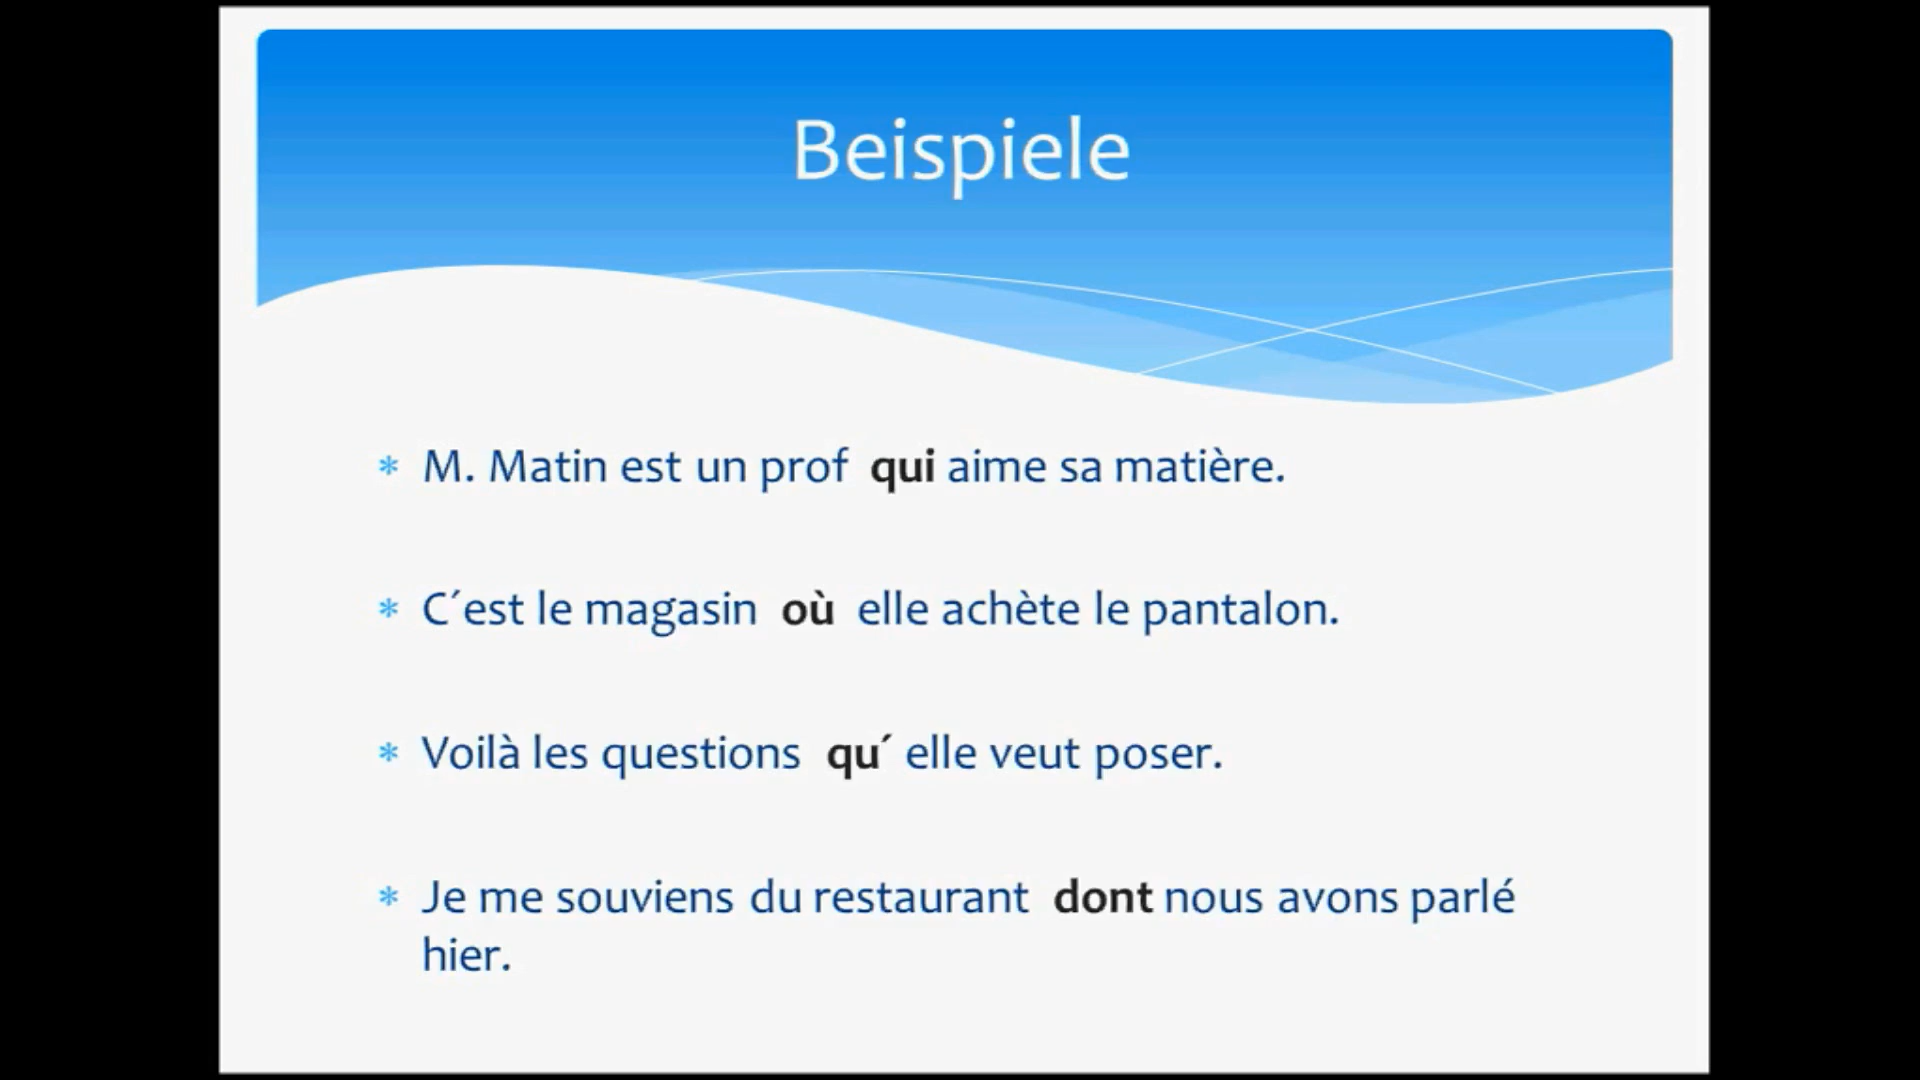 Beispiele
* M. Matin est un prof qui aime sa matière.
* C´est le magasin où elle achète le pantalon.
* Voilà les questions qu´ elle veut poser.
* Je me souviens du restaurant dont nous avons parlé
hier.